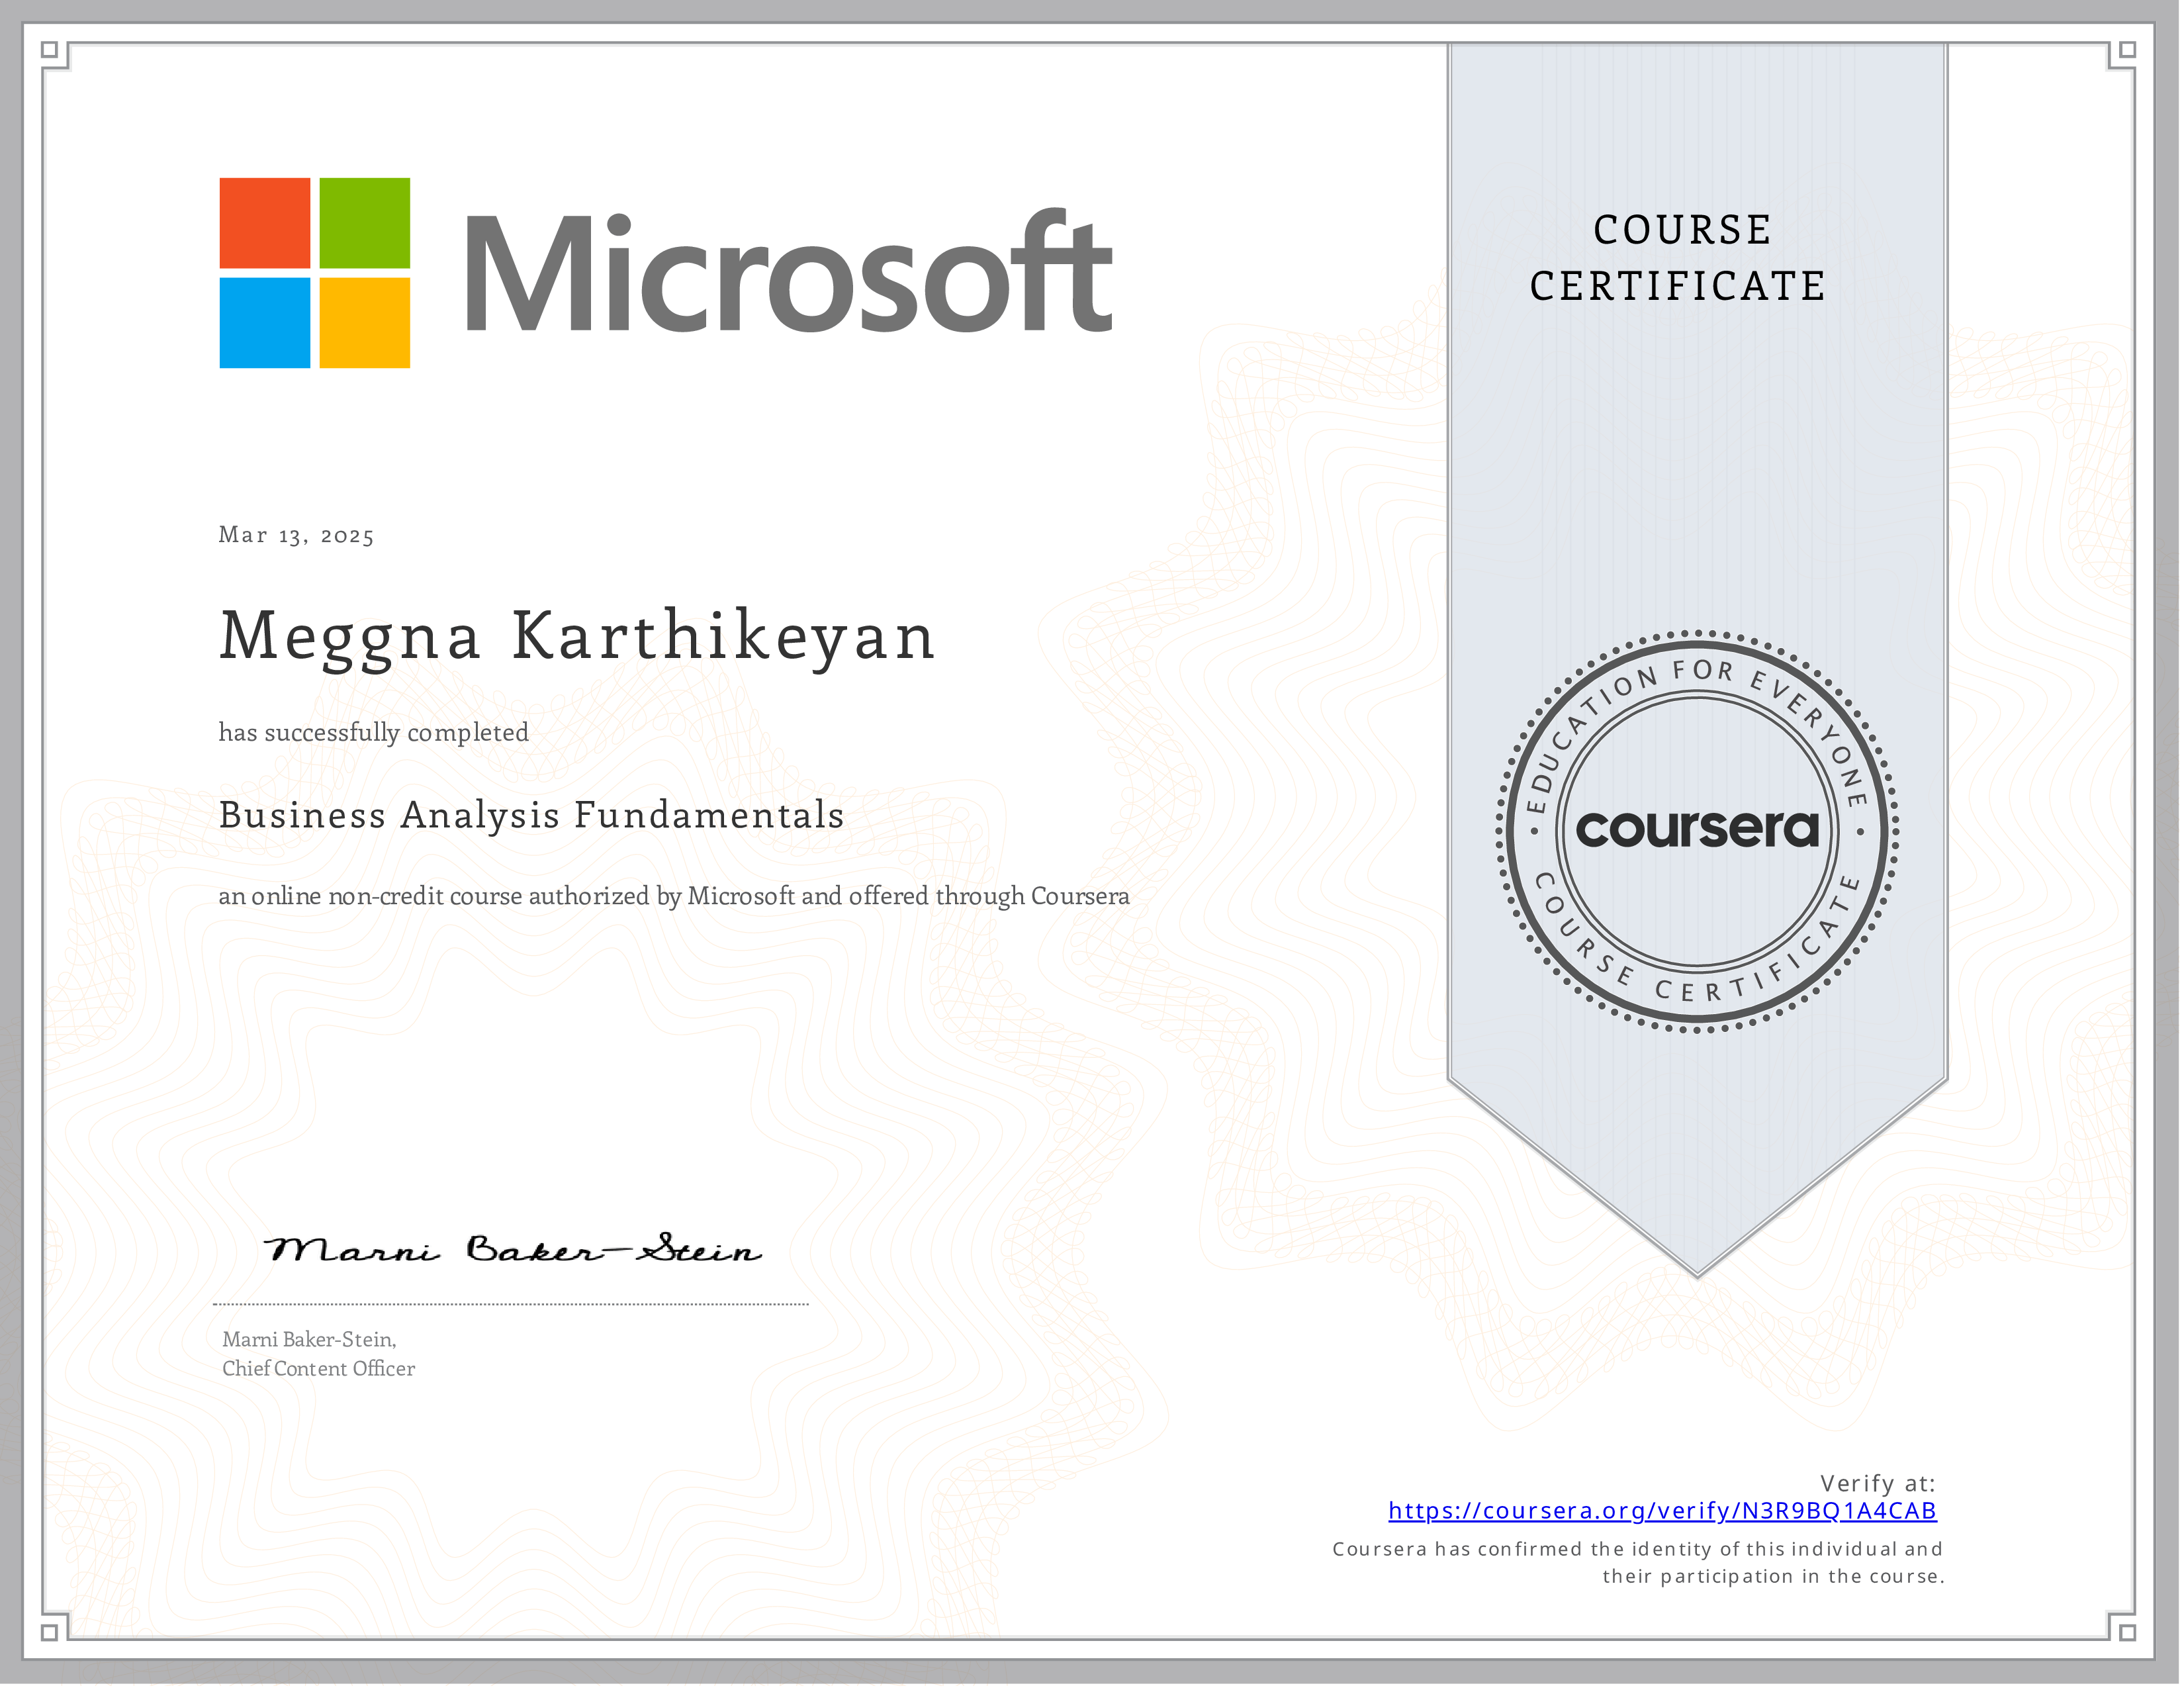 Microsoft
COURSE
CERTIFICATE
Mar 13, 2025
Meggna Karthikeyan
has successfully completed
Business Analysis Fundamentals
an online non-credit course authorized by Microsoft and offered through Coursera
EDUCATION FOR EVERYONE
coursera
COURSE CERTIFICATE
Marni Baker-Stein
Marni Baker-Stein,
Chief Content Officer
Verify at:
https://coursera.org/verify/N3R9BQ1A4CAB
Coursera has confirmed the identity of this individual and
their participation in the course.